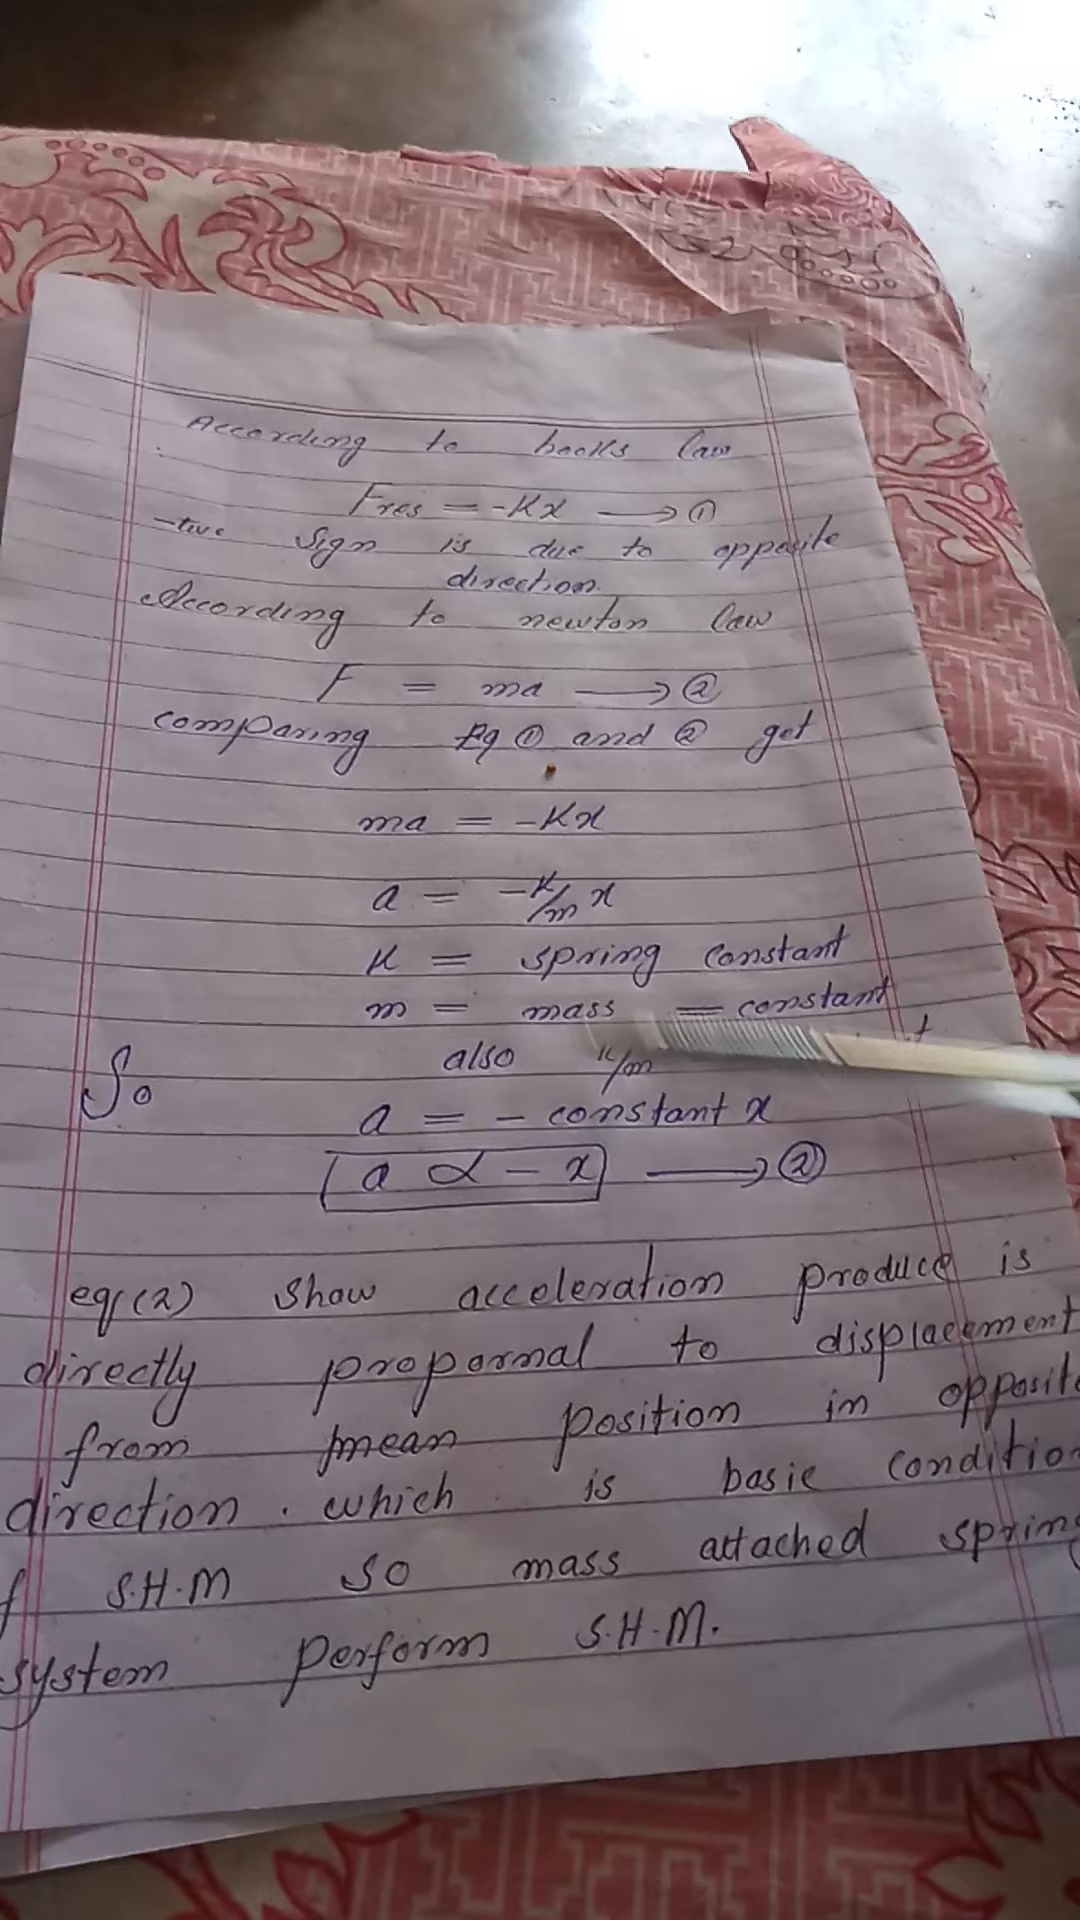 According to hooks law
Fres = -Kx → ①
-tive Sign is due to opposite
direction.
According to newton law
F = ma → ②
comparing Eq ① and ② get
ma = -Kx
a = -K/m x
K = spring constant
m = mass = constant
also K/m
So
a = - constant x
a ∝ - x → ②
eq(2) Show acceleration produce is
directly propornal to displacement
from mean position in opposite
direction. which is basic condition
f S.H.M SO mass attached spring
system perform S.H.M.